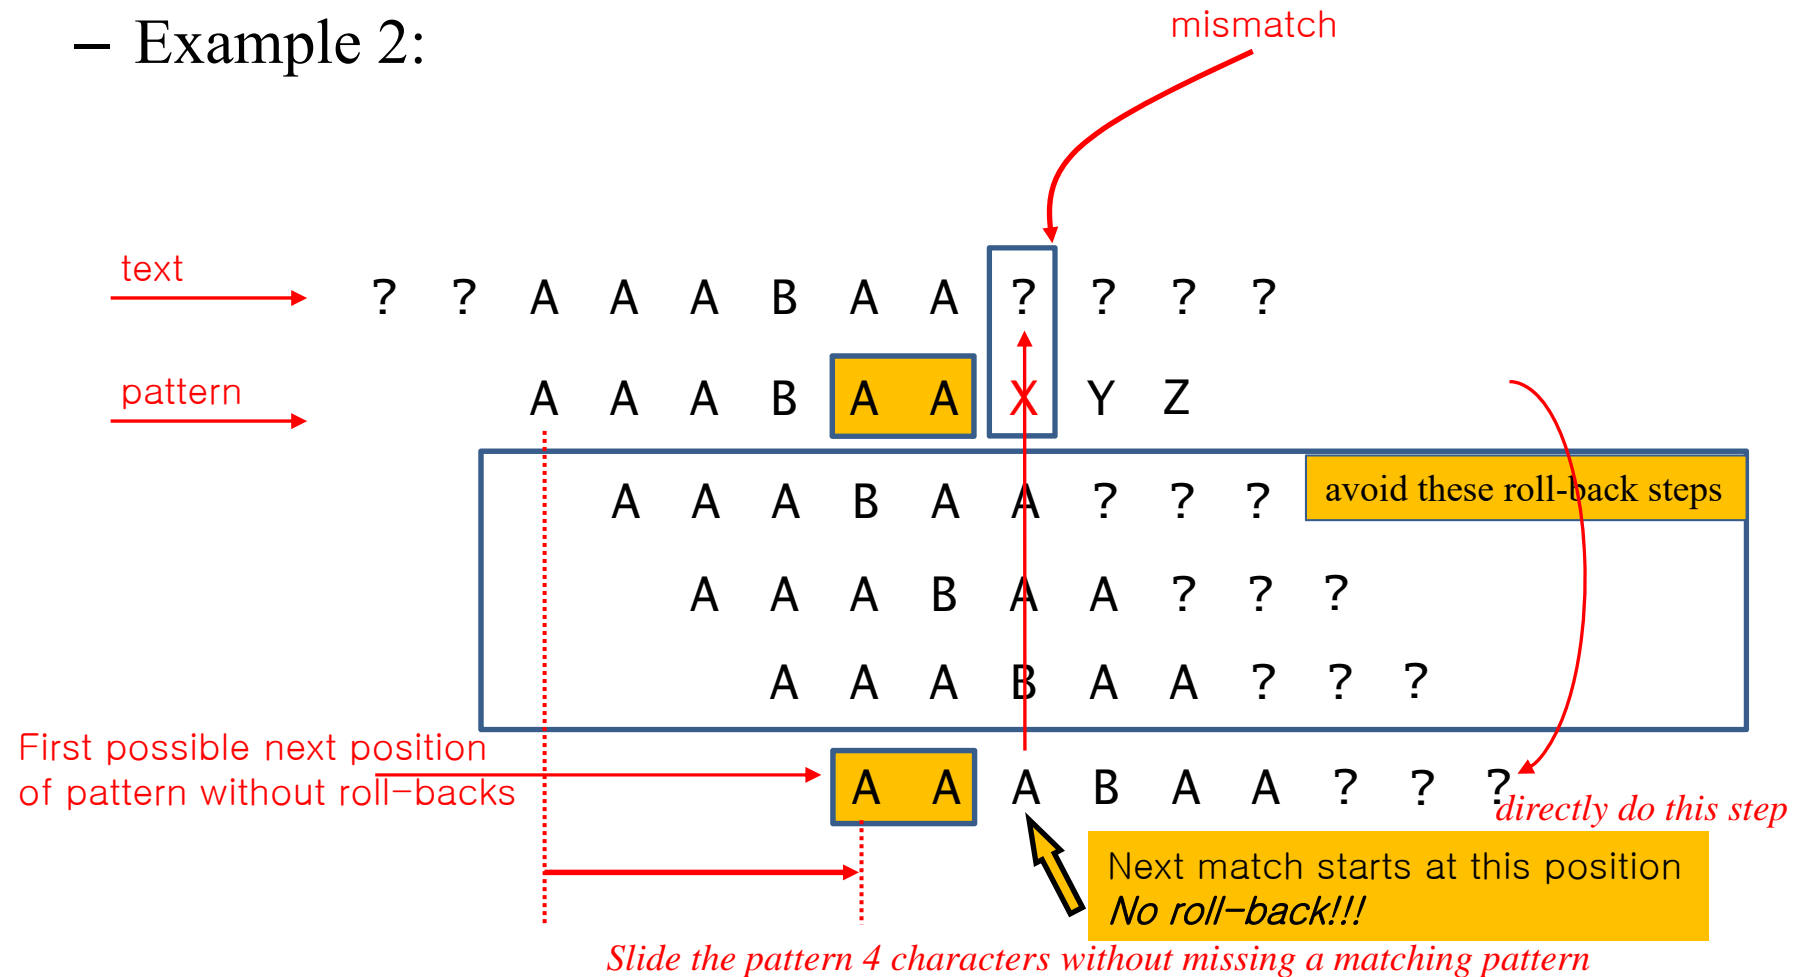 – Example 2:
mismatch
text
? ? A A A B A A ? ? ? ?
pattern
A A A B A A X Y Z
A A A B A A ? ? ?
avoid these roll-back steps
A A A B A A ? ? ?
A A A B A A ? ? ?
First possible next position
of pattern without roll-backs
A A A B A A ? ? ?
directly do this step
Next match starts at this position
No roll-back!!!
Slide the pattern 4 characters without missing a matching pattern